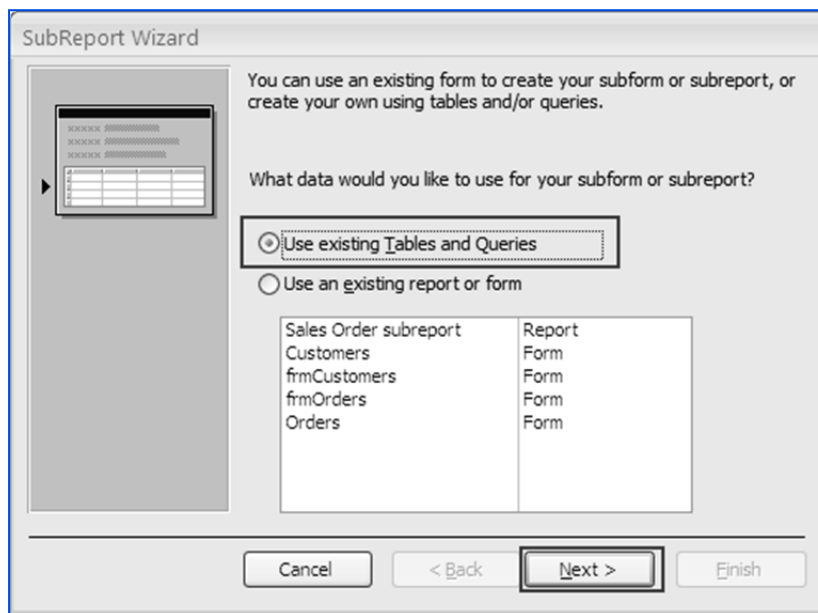 SubReport Wizard
You can use an existing form to create your subform or subreport, or
create your own using tables and/or queries.
What data would you like to use for your subform or subreport?
Use existing Tables and Queries
Use an existing report or form
Sales Order subreport Report
Customers Form
frmCustomers Form
frmOrders Form
Orders Form
Cancel < Back Next > Finish